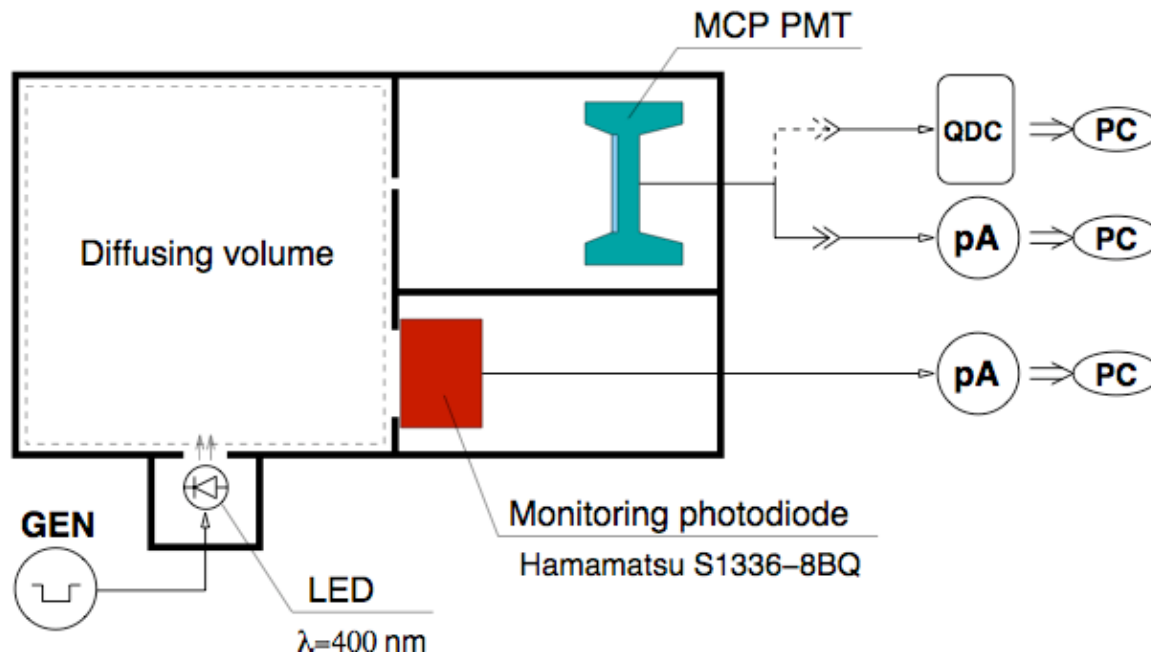 MCP PMT
QDC
PC
Diffusing volume
pA
PC
pA
PC
Monitoring photodiode
Hamamatsu S1336–8BQ
GEN
LED
λ=400 nm